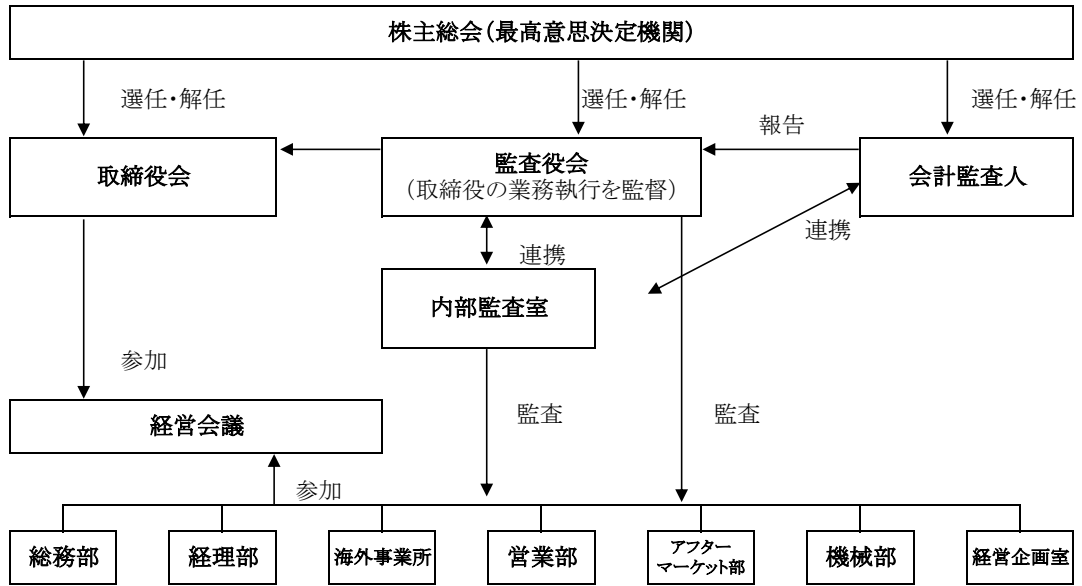 株主総会（最高意思決定機関）
選任・解任
選任・解任
選任・解任
報告
取締役会
監査役会
（取締役の業務執行を監督）
会計監査人
連携
連携
内部監査室
参加
経営会議
監査
監査
参加
総務部
経理部
海外事業所
営業部
アフター
マーケット部
機械部
経営企画室